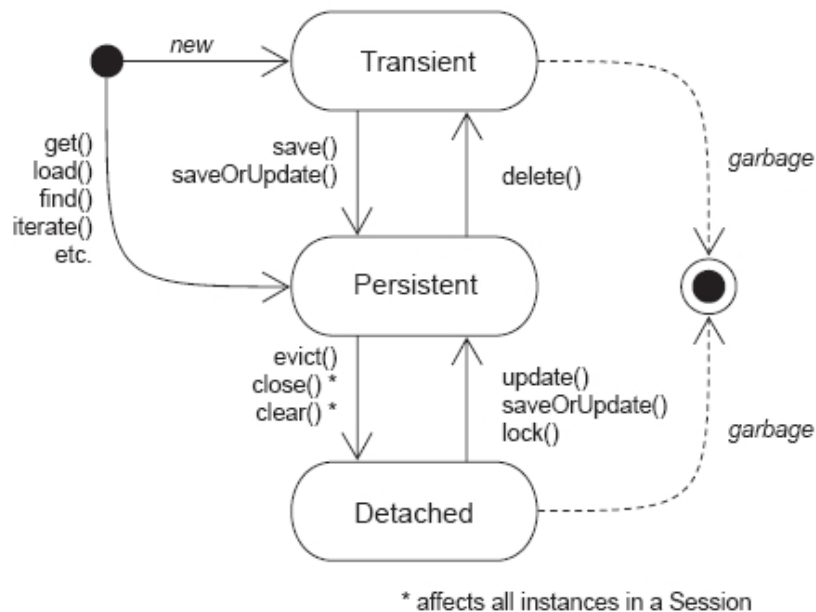 new
Transient
get()
load()
find()
iterate()
etc.
save()
saveOrUpdate()
delete()
garbage
Persistent
evict()
close() *
clear() *
update()
saveOrUpdate()
lock()
garbage
Detached
* affects all instances in a Session